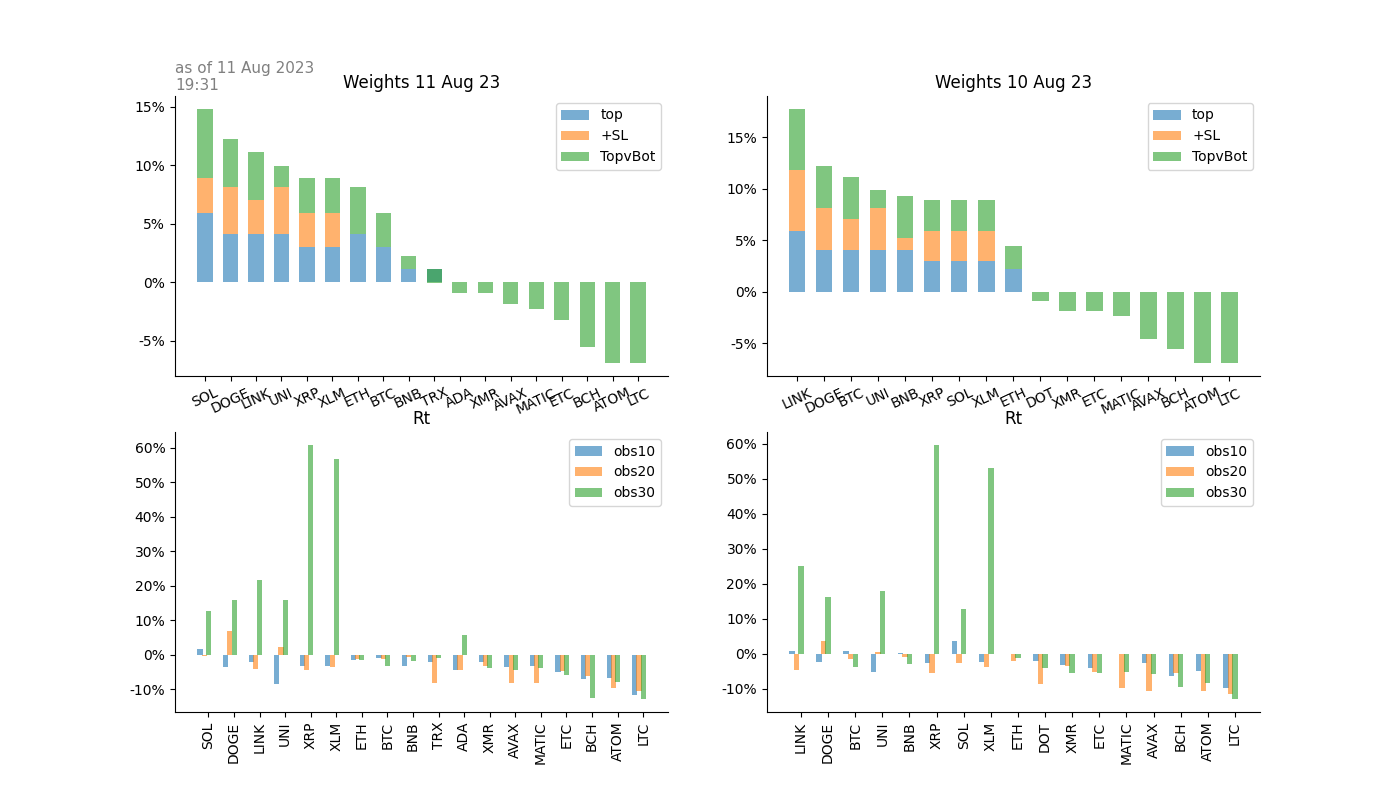 as of 11 Aug 2023
19:31
Weights 11 Aug 23
15%
10%
5%
0%
-5%
top
+SL
TopvBot
SOL DOGE LINK UNI XRP XLM ETH BTC BNB TRX ADA XMR AVAX MATIC ETC BCH ATOM LTC
Weights 10 Aug 23
15%
10%
5%
0%
-5%
top
+SL
TopvBot
LINK DOGE BTC UNI BNB XRP SOL XLM ETH DOT XMR ETC MATIC AVAX BCH ATOM LTC
Rt
60%
50%
40%
30%
20%
10%
0%
-10%
obs10
obs20
obs30
SOL DOGE LINK UNI XRP XLM ETH BTC BNB TRX ADA XMR AVAX MATIC ETC BCH ATOM LTC
Rt
60%
50%
40%
30%
20%
10%
0%
-10%
obs10
obs20
obs30
LINK DOGE BTC UNI BNB XRP SOL XLM ETH DOT XMR ETC MATIC AVAX BCH ATOM LTC